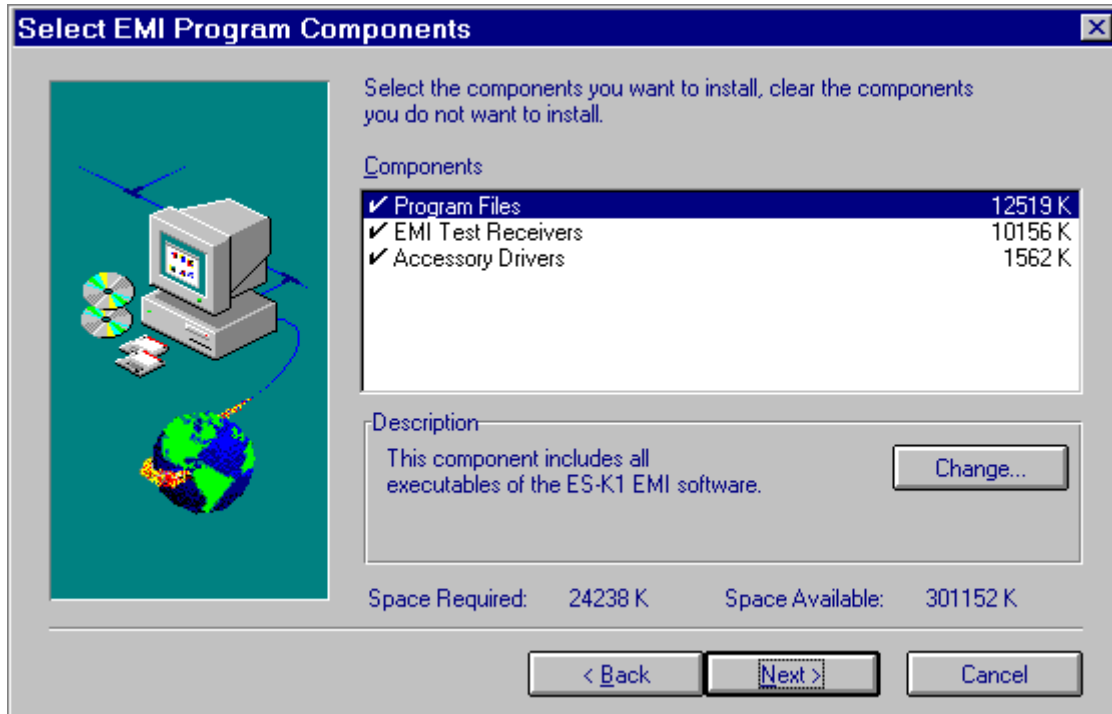 Select EMI Program Components
Select the components you want to install, clear the components
you do not want to install.
Components
✔ Program Files 12519 K
✔ EMI Test Receivers 10156 K
✔ Accessory Drivers 1562 K
Description
This component includes all
executables of the ES-K1 EMI software.
Change...
Space Required: 24238 K Space Available: 301152 K
< Back Next > Cancel